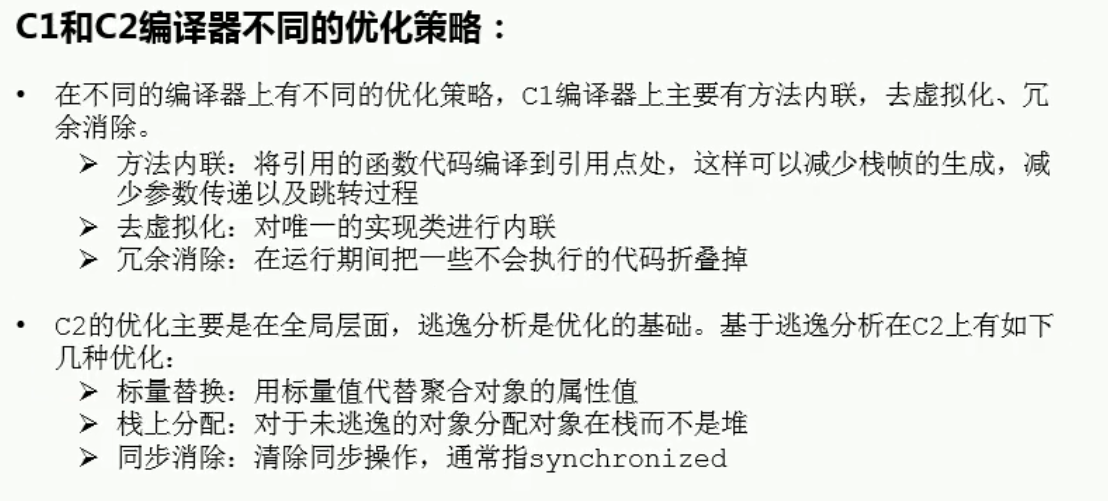 C1和C2编译器不同的优化策略：
• 在不同的编译器上有不同的优化策略，C1编译器上主要有方法内联，去虚拟化、冗
余消除。
➢ 方法内联：将引用的函数代码编译到引用点处，这样可以减少栈帧的生成，减
少参数传递以及跳转过程
➢ 去虚拟化：对唯一的实现类进行内联
➢ 冗余消除：在运行期间把一些不会执行的代码折叠掉
• C2的优化主要是在全局层面，逃逸分析是优化的基础。基于逃逸分析在C2上有如下
几种优化：
➢ 标量替换：用标量值代替聚合对象的属性值
➢ 栈上分配：对于未逃逸的对象分配对象在栈而不是堆
➢ 同步消除：清除同步操作，通常指synchronized